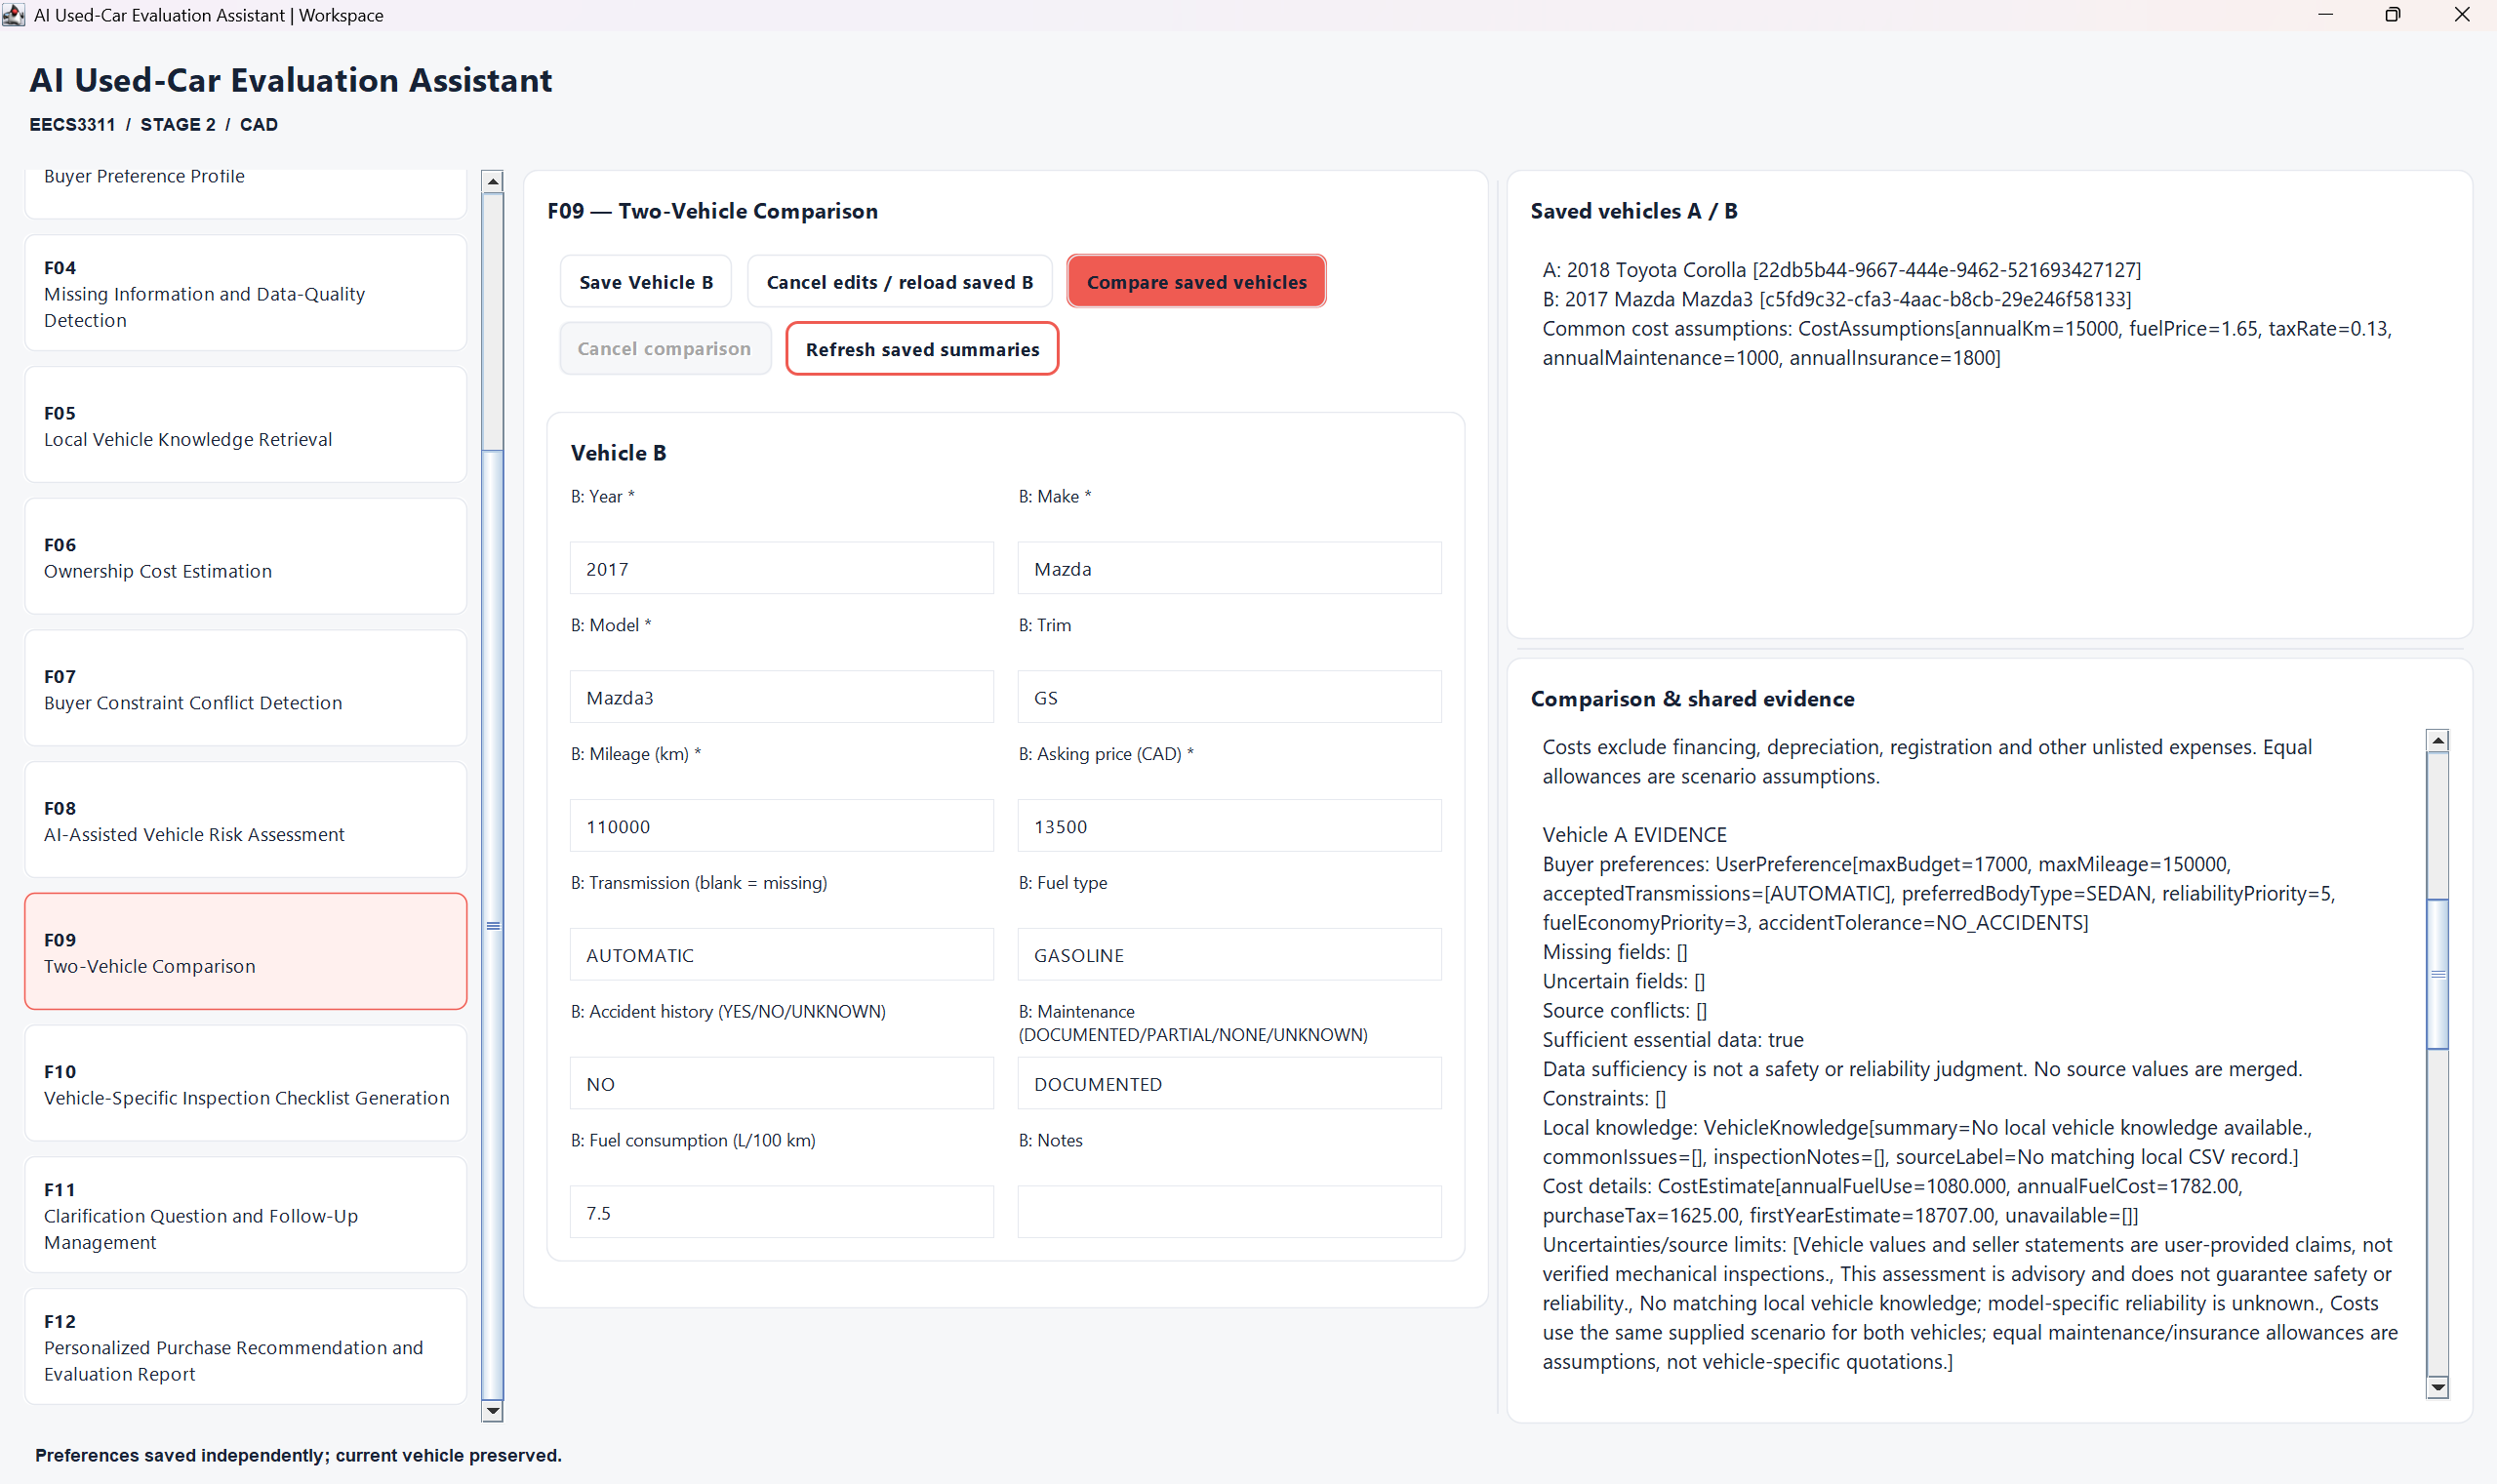 AI Used-Car Evaluation Assistant | Workspace
AI Used-Car Evaluation Assistant
EECS3311 / STAGE 2 / CAD
Buyer Preference Profile
F04
Missing Information and Data-Quality
Detection
F05
Local Vehicle Knowledge Retrieval
F06
Ownership Cost Estimation
F07
Buyer Constraint Conflict Detection
F08
AI-Assisted Vehicle Risk Assessment
F09
Two-Vehicle Comparison
F10
Vehicle-Specific Inspection Checklist Generation
F11
Clarification Question and Follow-Up
Management
F12
Personalized Purchase Recommendation and
Evaluation Report
F09 — Two-Vehicle Comparison
Save Vehicle B
Cancel edits / reload saved B
Compare saved vehicles
Cancel comparison
Refresh saved summaries
Vehicle B
B: Year *
B: Make *
2017
Mazda
B: Model *
B: Trim
Mazda3
GS
B: Mileage (km) *
B: Asking price (CAD) *
110000
13500
B: Transmission (blank = missing)
B: Fuel type
AUTOMATIC
GASOLINE
B: Accident history (YES/NO/UNKNOWN)
B: Maintenance
(DOCUMENTED/PARTIAL/NONE/UNKNOWN)
NO
DOCUMENTED
B: Fuel consumption (L/100 km)
B: Notes
7.5
Saved vehicles A / B
A: 2018 Toyota Corolla [22db5b44-9667-444e-9462-521693427127]
B: 2017 Mazda Mazda3 [c5fd9c32-cfa3-4aac-b8cb-29e246f58133]
Common cost assumptions: CostAssumptions[annualKm=15000, fuelPrice=1.65, taxRate=0.13,
annualMaintenance=1000, annualInsurance=1800]
Comparison & shared evidence
Costs exclude financing, depreciation, registration and other unlisted expenses. Equal
allowances are scenario assumptions.
Vehicle A EVIDENCE
Buyer preferences: UserPreference[maxBudget=17000, maxMileage=150000,
acceptedTransmissions=[AUTOMATIC], preferredBodyType=SEDAN, reliabilityPriority=5,
fuelEconomyPriority=3, accidentTolerance=NO_ACCIDENTS]
Missing fields: []
Uncertain fields: []
Source conflicts: []
Sufficient essential data: true
Data sufficiency is not a safety or reliability judgment. No source values are merged.
Constraints: []
Local knowledge: VehicleKnowledge[summary=No local vehicle knowledge available.,
commonIssues=[], inspectionNotes=[], sourceLabel=No matching local CSV record.]
Cost details: CostEstimate[annualFuelUse=1080.000, annualFuelCost=1782.00,
purchaseTax=1625.00, firstYearEstimate=18707.00, unavailable=[]]
Uncertainties/source limits: [Vehicle values and seller statements are user-provided claims, not
verified mechanical inspections., This assessment is advisory and does not guarantee safety or
reliability., No matching local vehicle knowledge; model-specific reliability is unknown., Costs
use the same supplied scenario for both vehicles; equal maintenance/insurance allowances are
assumptions, not vehicle-specific quotations.]
Preferences saved independently; current vehicle preserved.